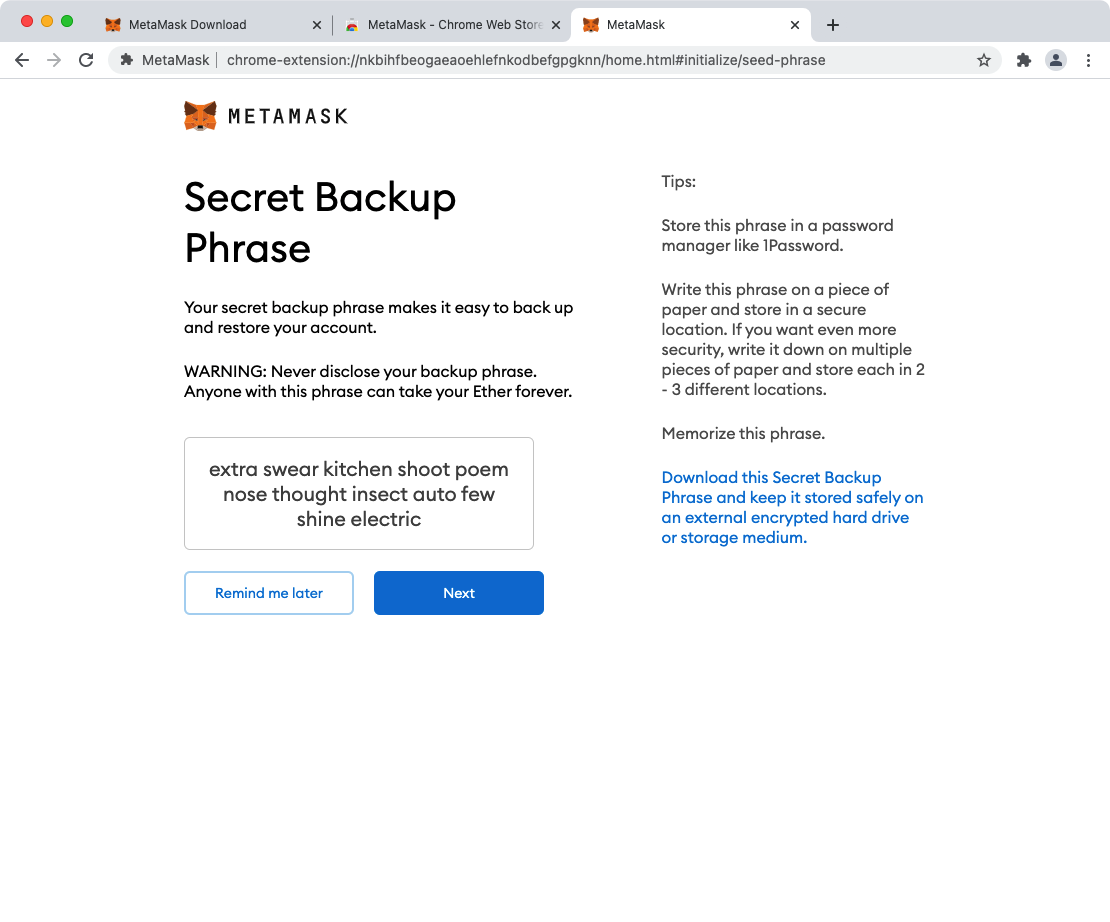 MetaMask Download
MetaMask - Chrome Web Store
MetaMask
MetaMask
chrome-extension://nkbihfbeogaeaoehlefnkodbefgpgknn/home.html#initialize/seed-phrase
METAMASK
Secret Backup
Phrase
Your secret backup phrase makes it easy to back up
and restore your account.
WARNING: Never disclose your backup phrase.
Anyone with this phrase can take your Ether forever.
extra swear kitchen shoot poem
nose thought insect auto few
shine electric
Remind me later
Next
Tips:
Store this phrase in a password
manager like 1Password.
Write this phrase on a piece of
paper and store in a secure
location. If you want even more
security, write it down on multiple
pieces of paper and store each in 2
- 3 different locations.
Memorize this phrase.
Download this Secret Backup
Phrase and keep it stored safely on
an external encrypted hard drive
or storage medium.